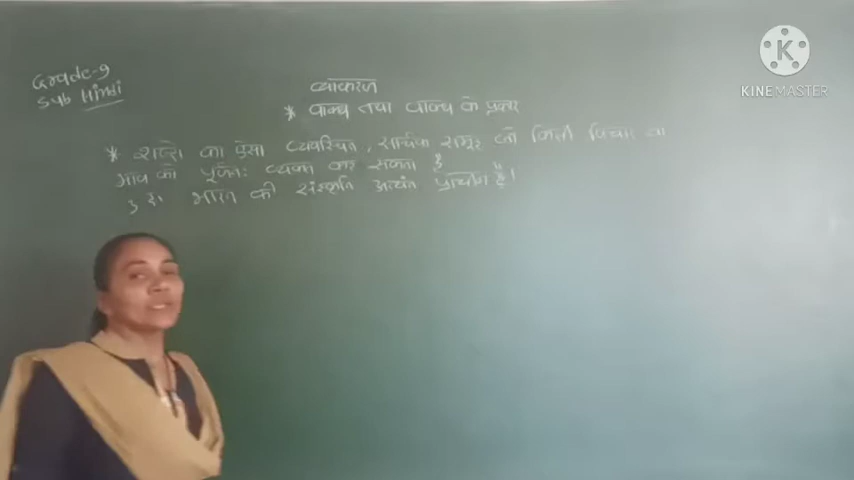 Grade-9
Sub Hindi
व्याकरण
* वाक्य तथा वाक्य के प्रकार
* शब्दो का ऐसा व्यवस्थित, सार्थक समूह जो किसी विचार या
भाव को पूर्णतः व्यक्त कर सकता है
उ दा भारत की संस्कृति अत्यंत प्राचीन है।
KINEMASTER